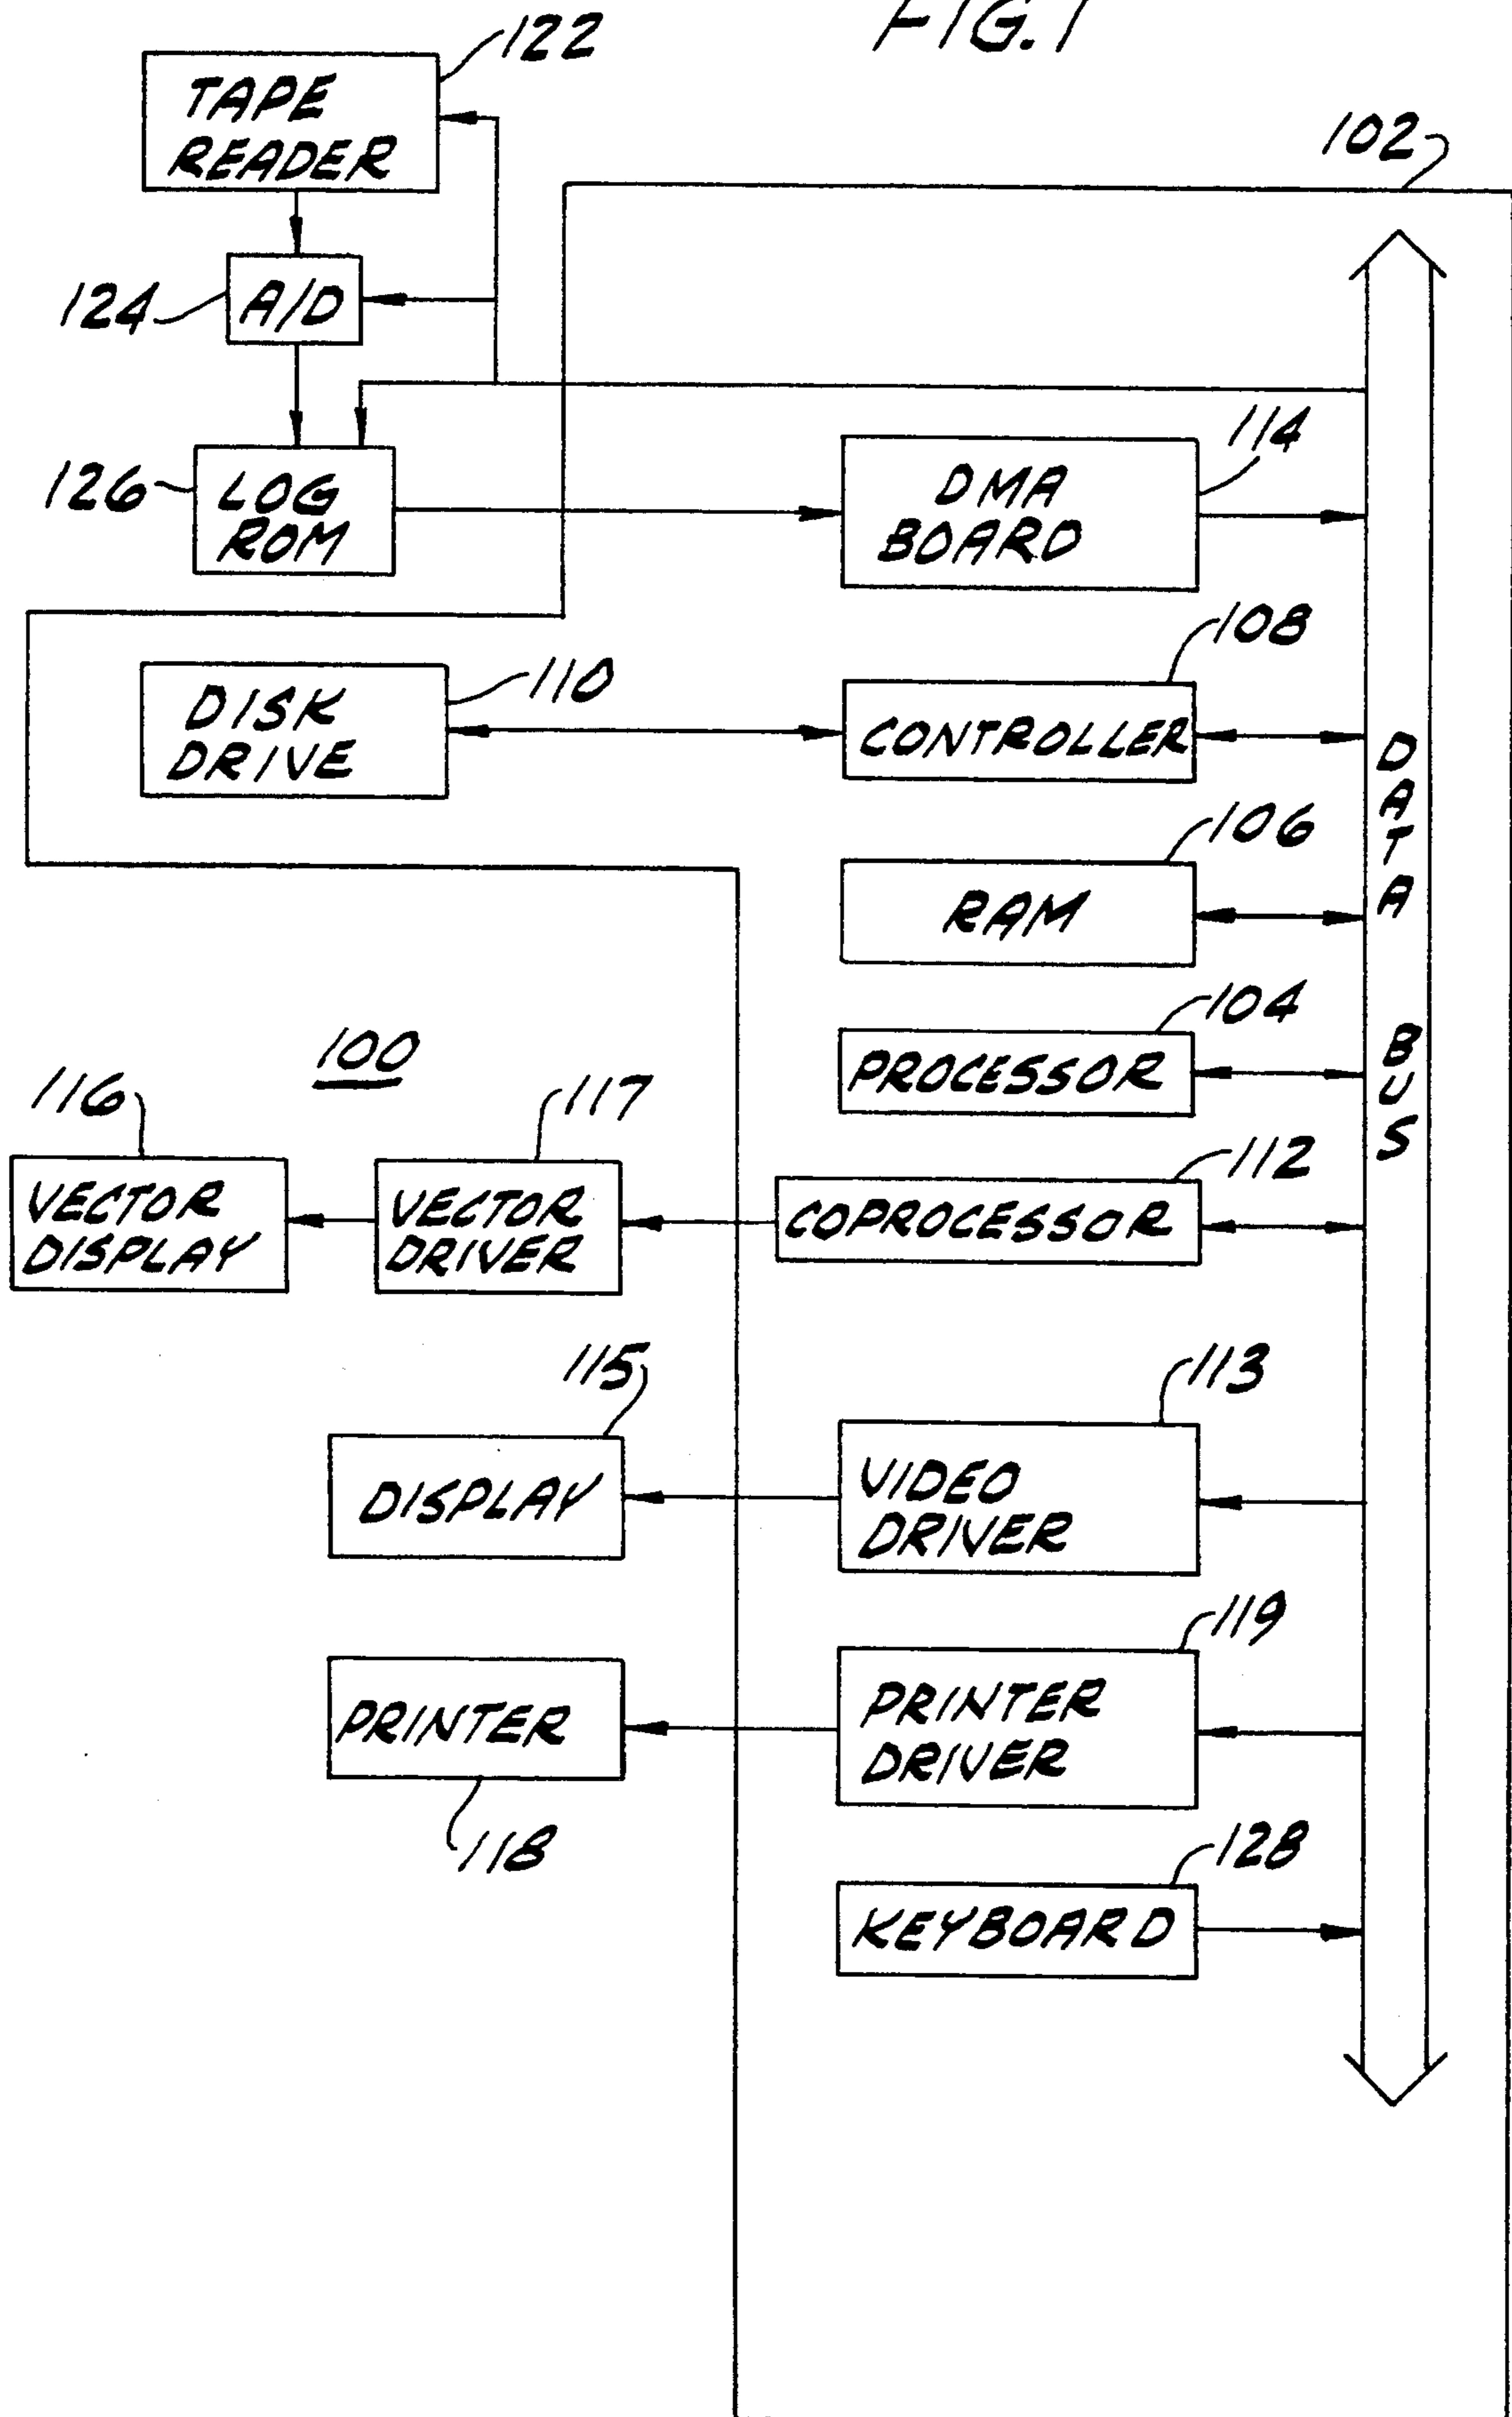 FIG. 1
122
TAPE
READER
102
124
A/D
114
126
LOG
ROM
DMA
BOARD
108
110
DISK
DRIVE
CONTROLLER
106
RAM
DATA BUS
104
100
PROCESSOR
116
117
112
VECTOR
DISPLAY
VECTOR
DRIVER
COPROCESSOR
115
113
DISPLAY
VIDEO
DRIVER
119
PRINTER
PRINTER
DRIVER
118
128
KEYBOARD